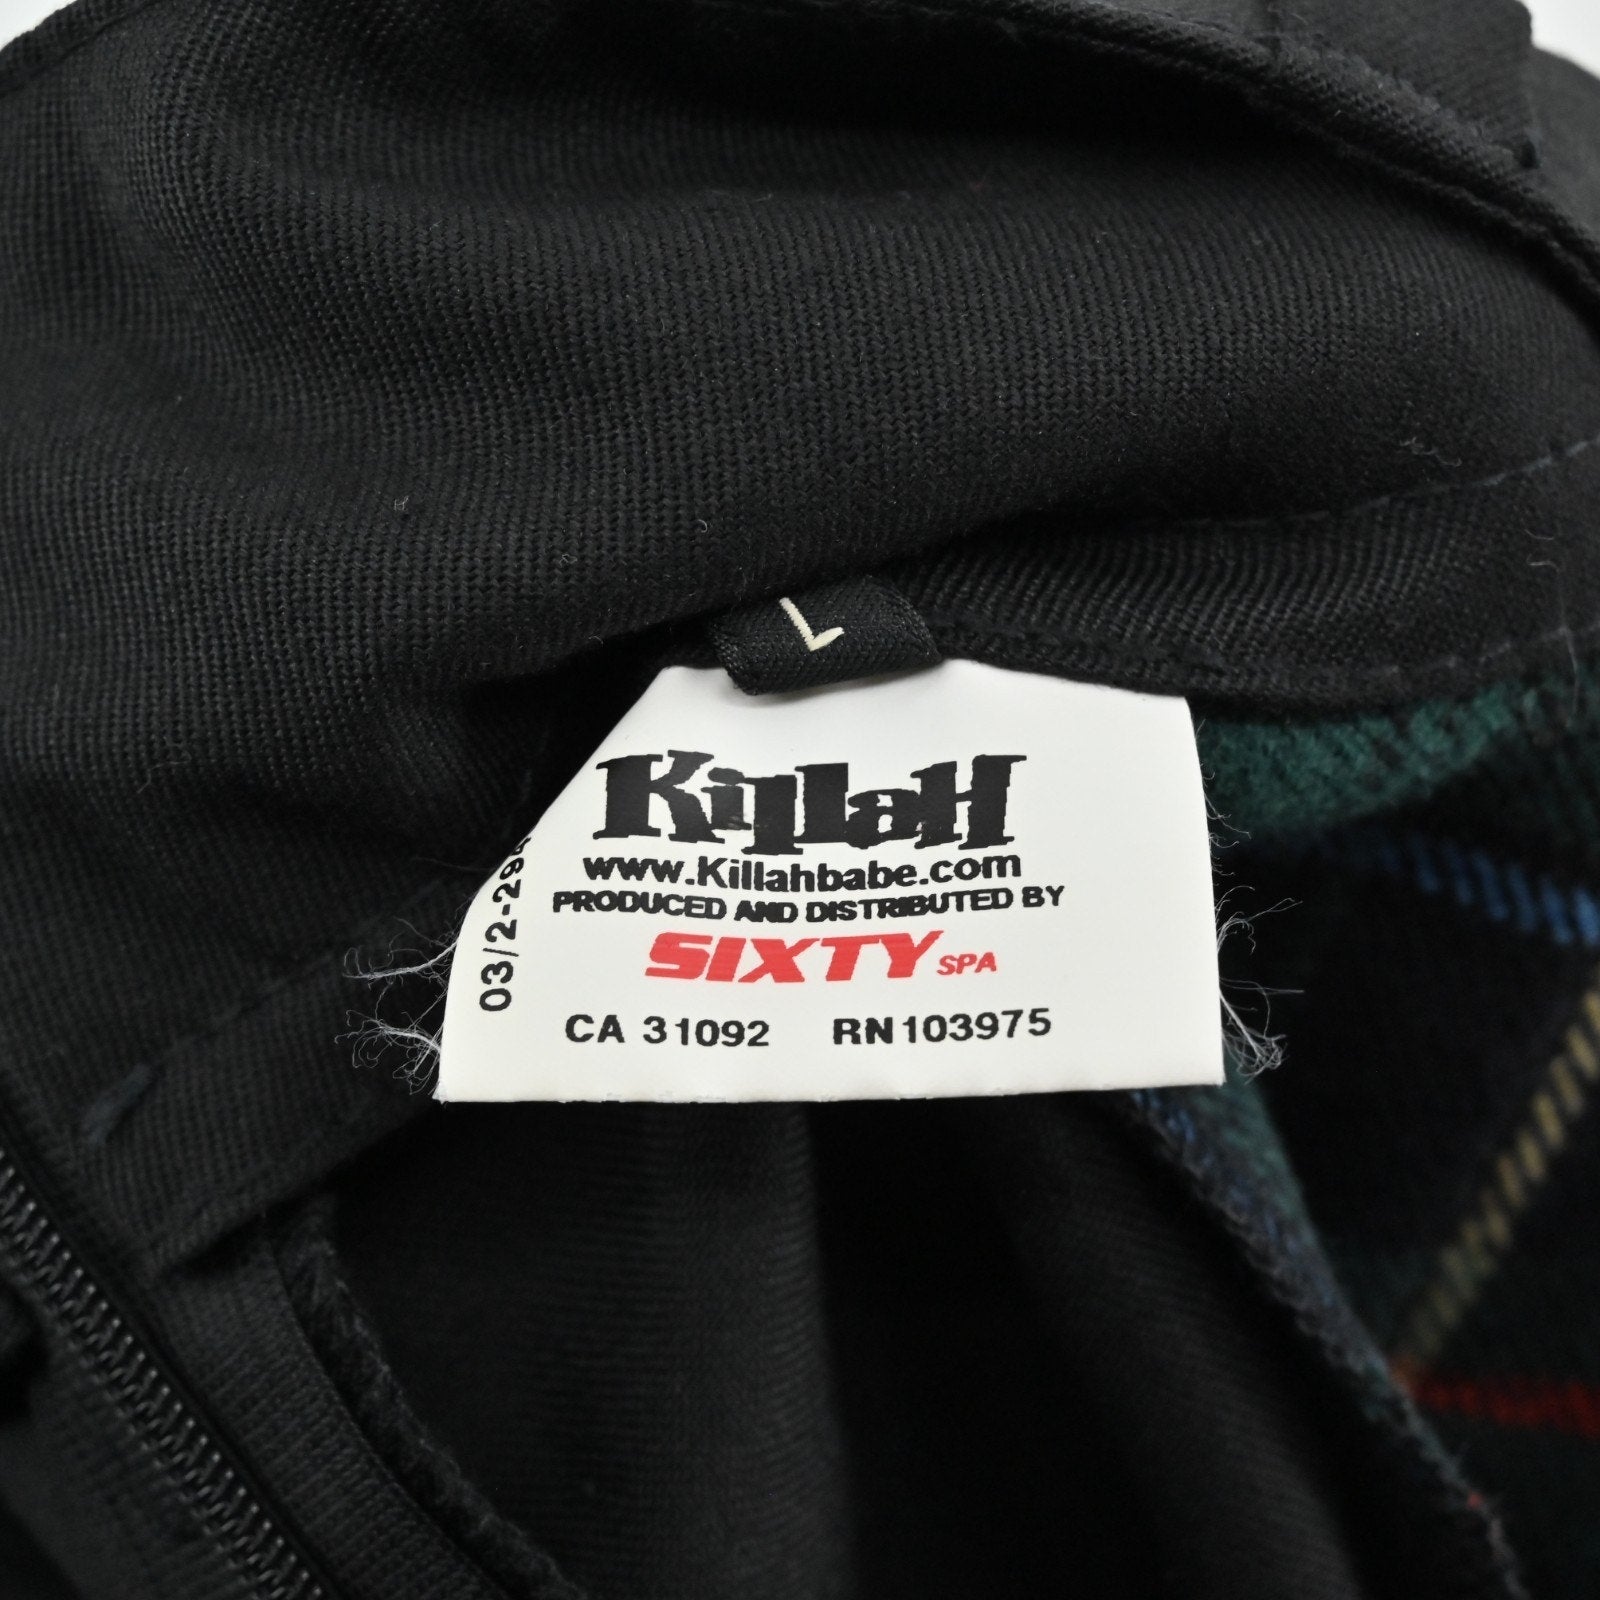 L
KillaH
www.Killahbabe.com
PRODUCED AND DISTRIBUTED BY
SIXTY SPA
CA 31092 RN103975